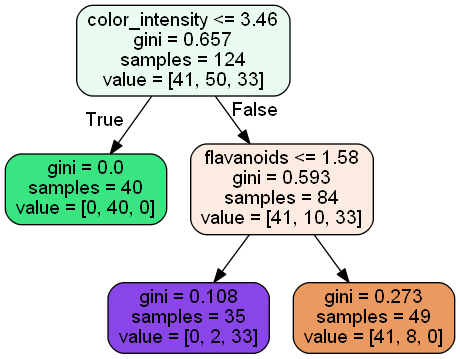 color_intensity <= 3.46
gini = 0.657
samples = 124
value = [41, 50, 33]
True
False
gini = 0.0
samples = 40
value = [0, 40, 0]
flavanoids <= 1.58
gini = 0.593
samples = 84
value = [41, 10, 33]
gini = 0.108
samples = 35
value = [0, 2, 33]
gini = 0.273
samples = 49
value = [41, 8, 0]